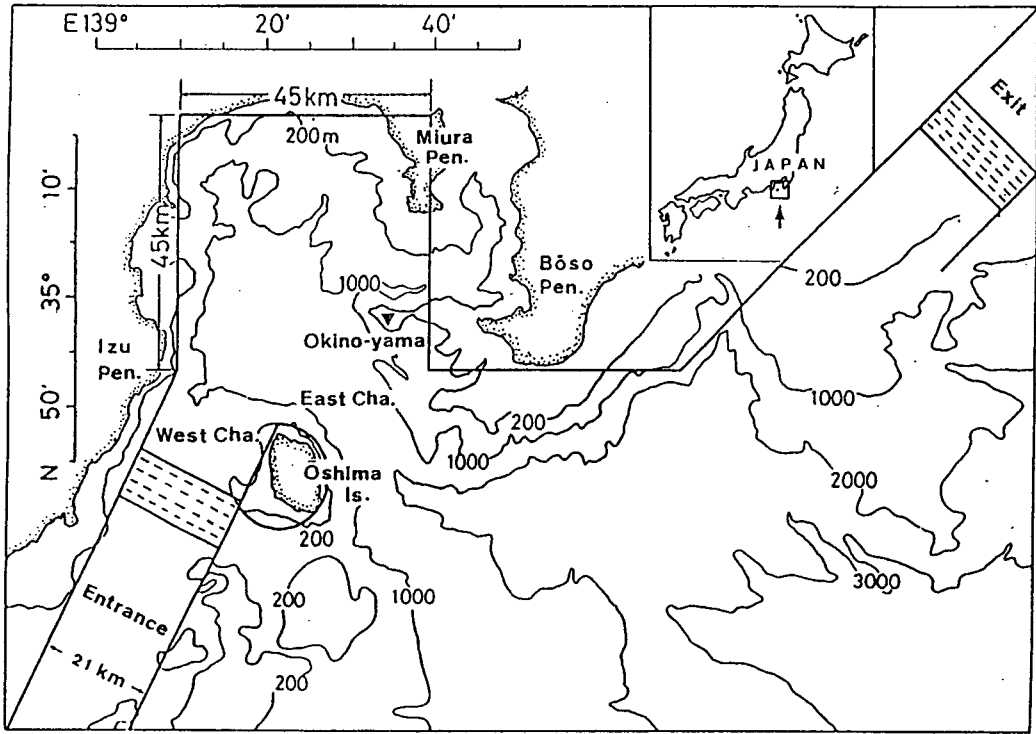 E139° 20' 40'
45km
200m
Miura
Pen.
Exit
JAPAN
10'
45km
35°
50'
N
1000
Bōso
Pen.
200
Okino-yama
Izu
Pen.
East Cha.
West Cha.
200
1000
1000
Ōshima
Is.
2000
200
3000
Entrance
200
1000
21 km
200